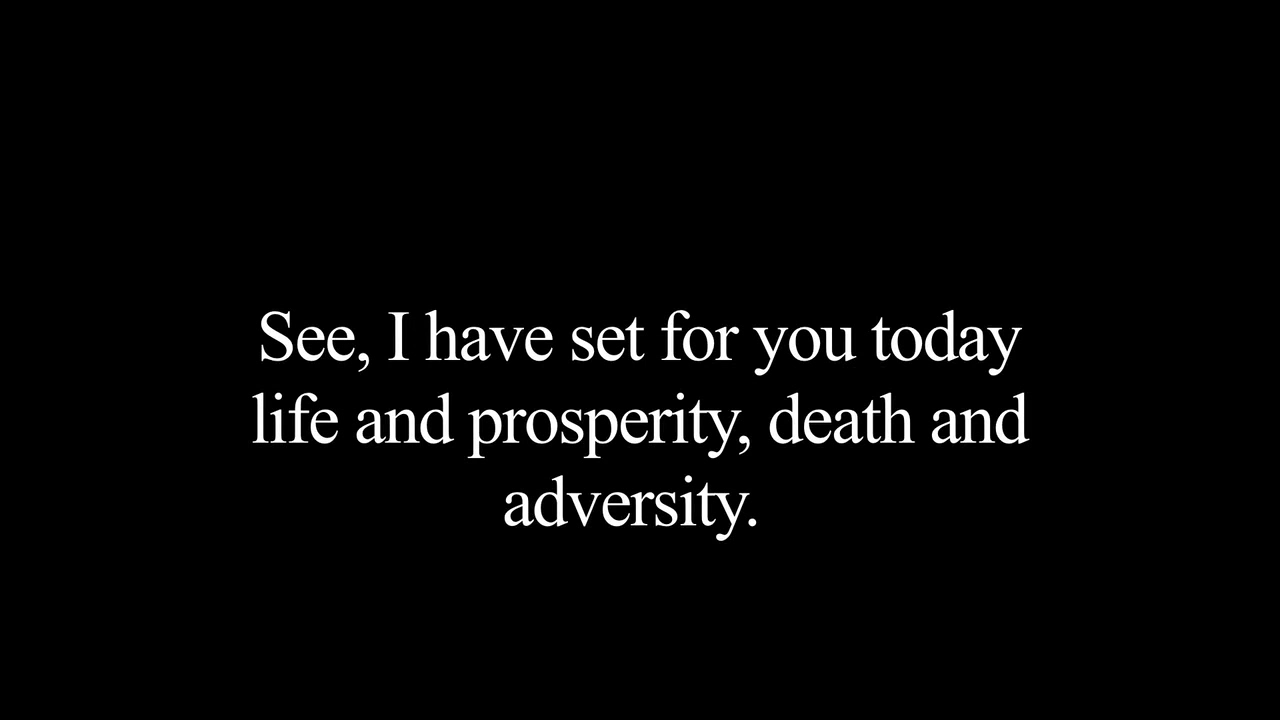 See, I have set for you today
life and prosperity, death and
adversity.